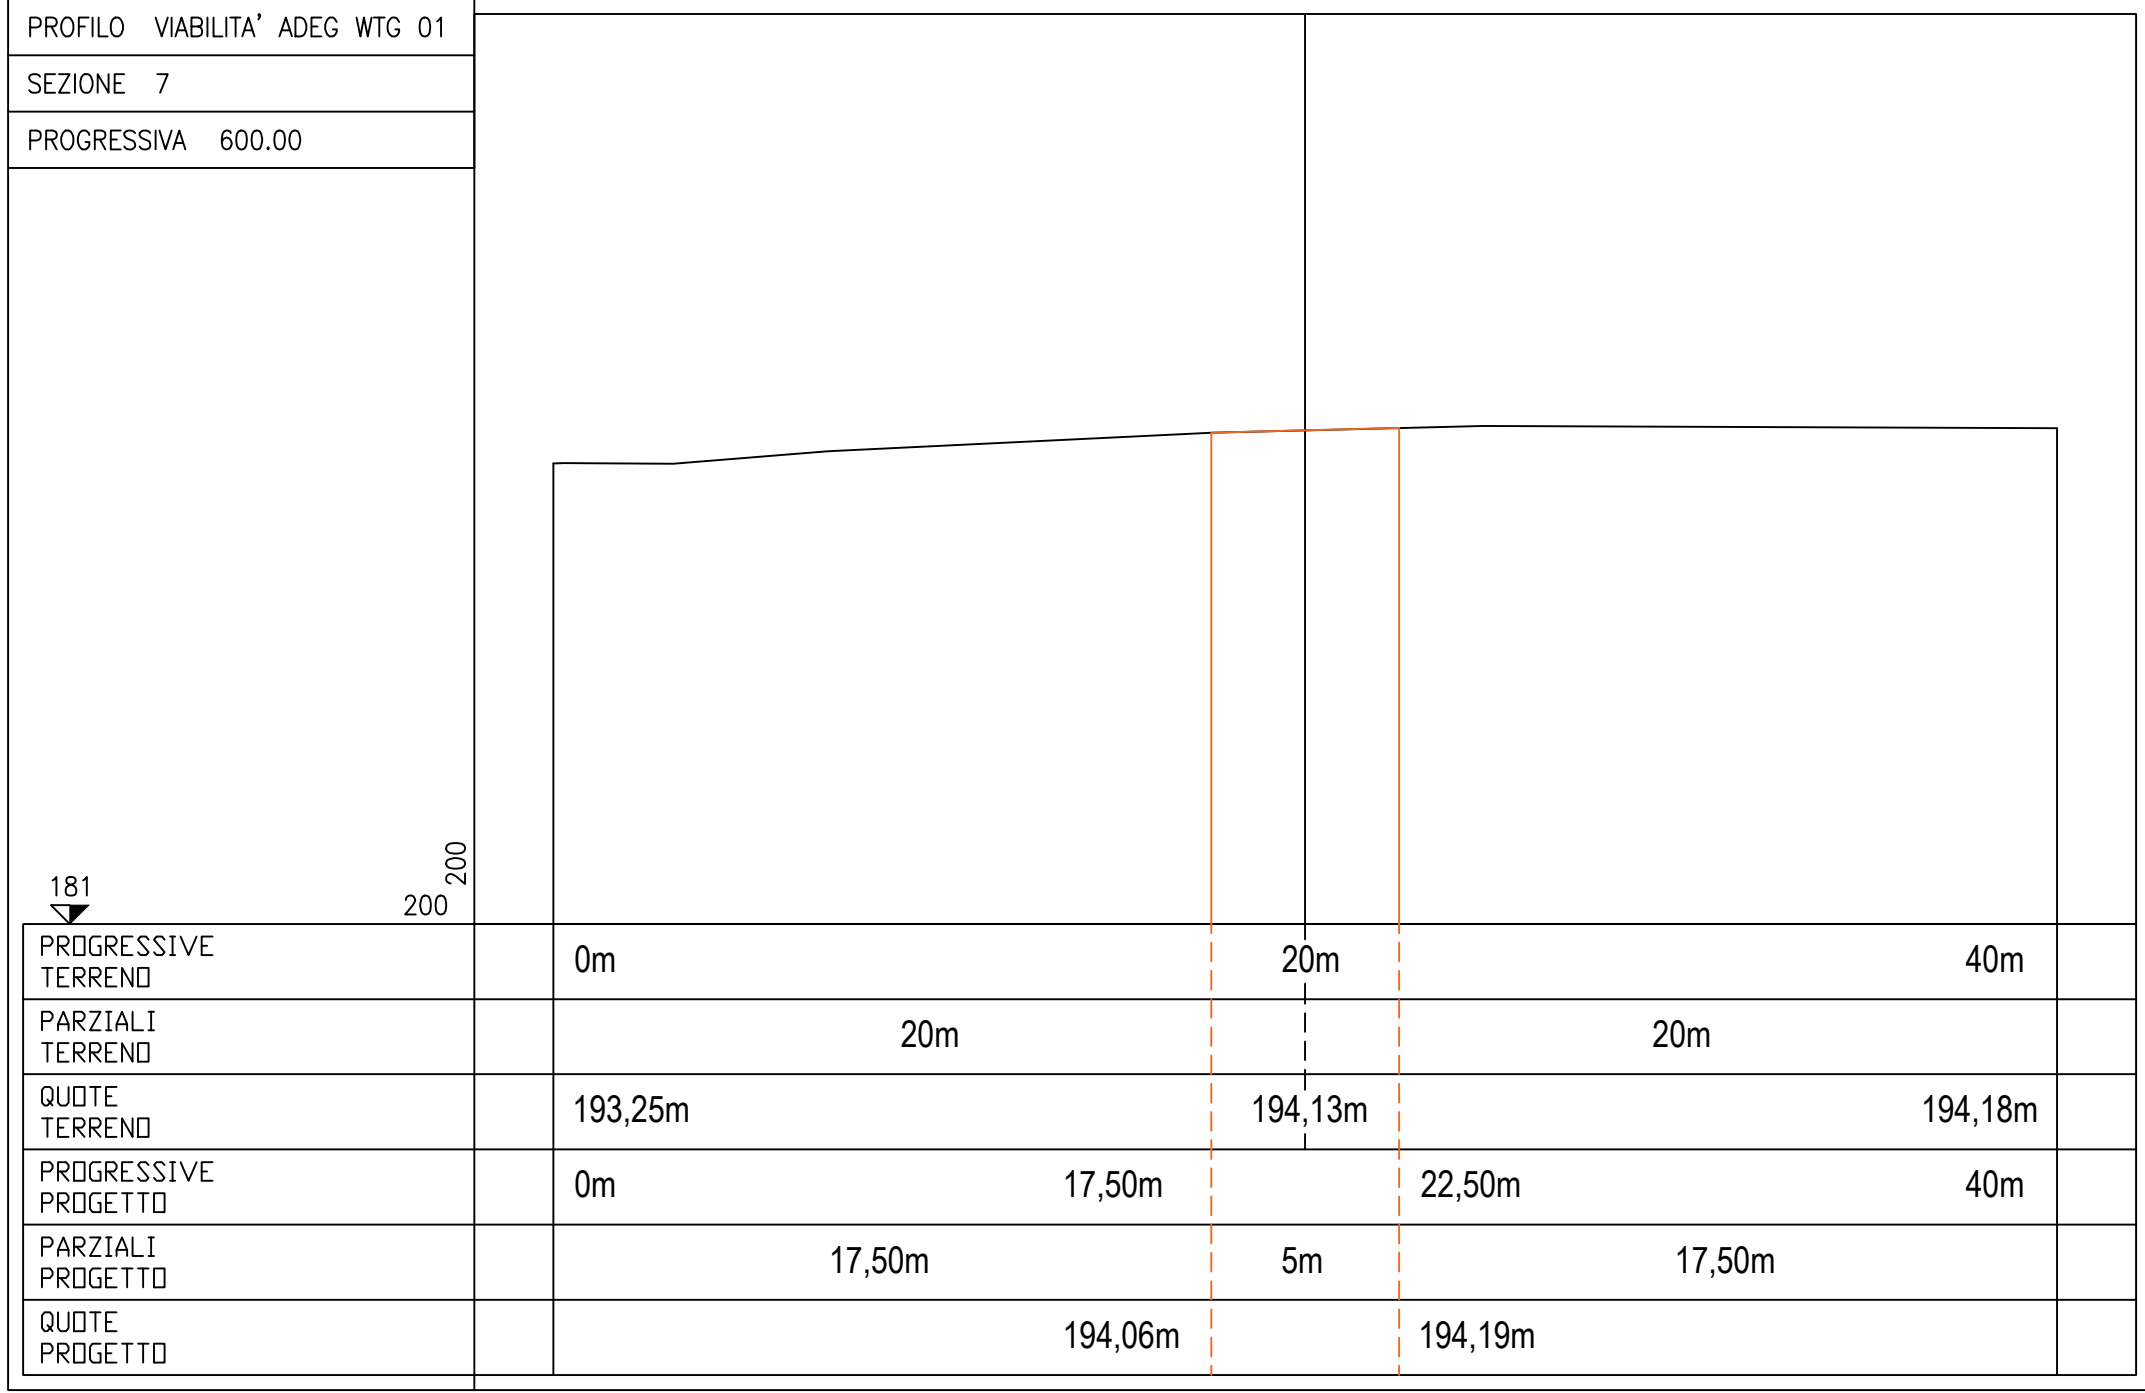 PROFILO VIABILITA' ADEG WTG 01
SEZIONE 7
PROGRESSIVA 600.00
200
181
200
PROGRESSIVE
TERRENO
0m 20m 40m
PARZIALI
TERRENO
20m 20m
QUOTE
TERRENO
193,25m 194,13m 194,18m
PROGRESSIVE
PROGETTO
0m 17,50m 22,50m 40m
PARZIALI
PROGETTO
17,50m 5m 17,50m
QUOTE
PROGETTO
194,06m 194,19m